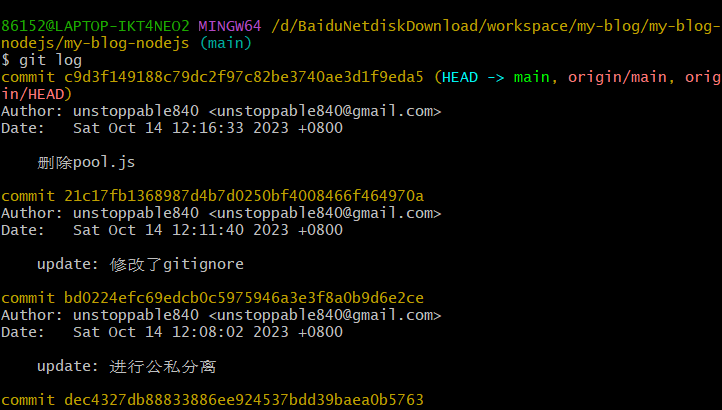 86152@LAPTOP-IKT4NEO2 MINGW64 /d/BaiduNetdiskDownload/workspace/my-blog/my-blog-
nodejs/my-blog-nodejs (main)
$ git log
commit c9d3f149188c79dc2f97c82be3740ae3d1f9eda5 (HEAD -> main, origin/main, orig
in/HEAD)
Author: unstoppable840 <unstoppable840@gmail.com>
Date:   Sat Oct 14 12:16:33 2023 +0800
删除pool.js
commit 21c17fb1368987d4b7d0250bf4008466f464970a
Author: unstoppable840 <unstoppable840@gmail.com>
Date:   Sat Oct 14 12:11:40 2023 +0800
update: 修改了gitignore
commit bd0224efc69edcb0c5975946a3e3f8a0b9d6e2ce
Author: unstoppable840 <unstoppable840@gmail.com>
Date:   Sat Oct 14 12:08:02 2023 +0800
update: 进行公私分离
commit dec4327db88833886ee924537bdd39baea0b5763